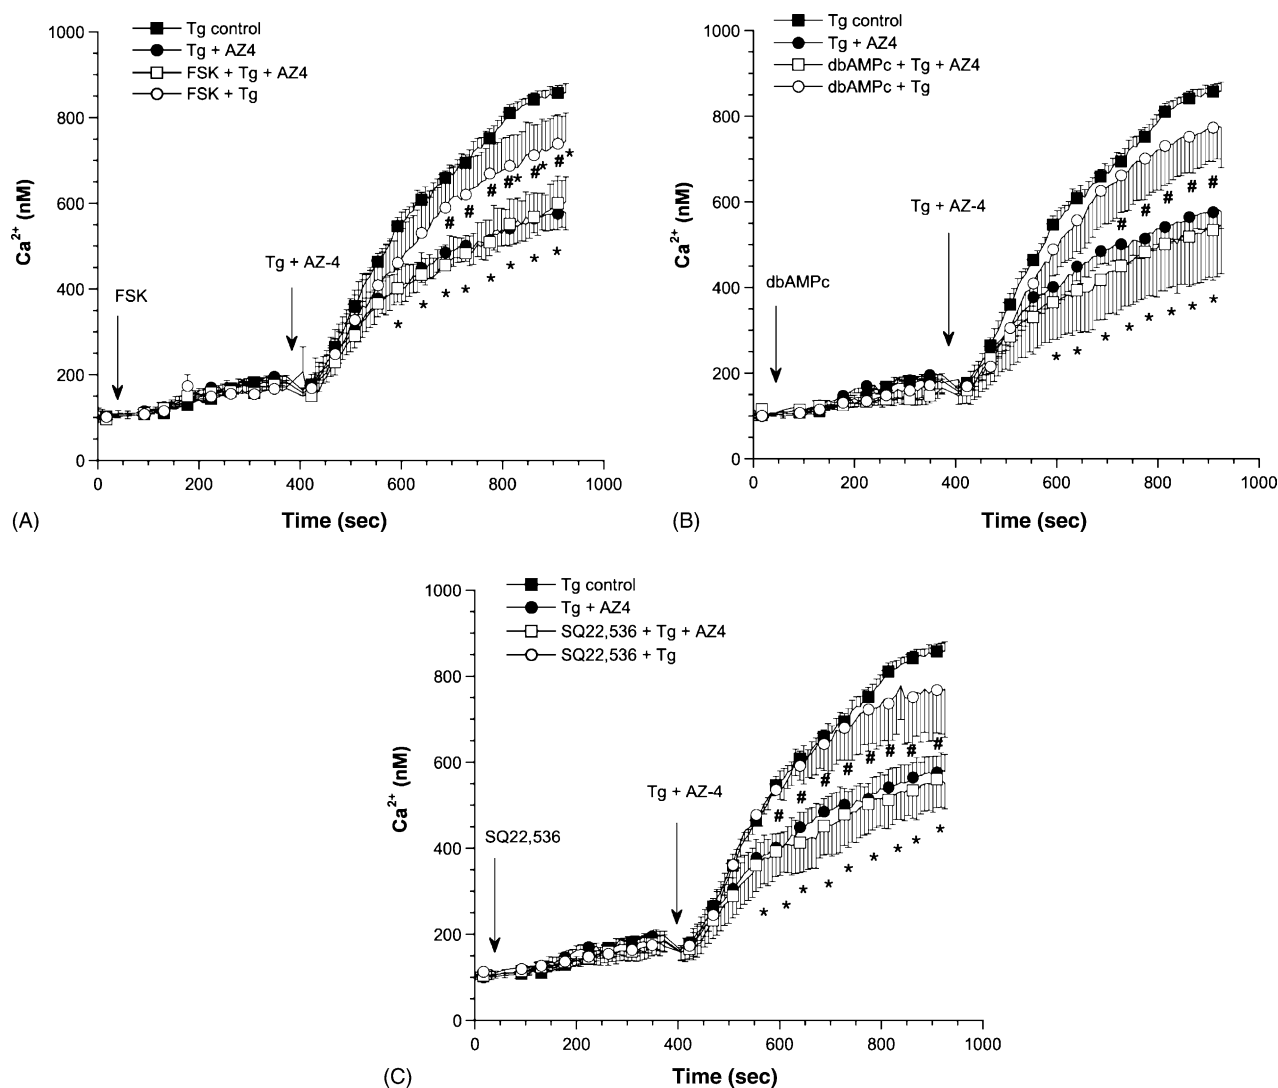 Tg control
Tg + AZ4
FSK + Tg + AZ4
FSK + Tg
1000
800
600
400
200
0
Ca2+ (nM)
FSK
Tg + AZ-4
# # # #* #* #*
* * * * * * *
0 200 400 600 800 1000
(A)
Time (sec)
Tg control
Tg + AZ4
dbAMPc + Tg + AZ4
dbAMPc + Tg
1000
800
600
400
200
0
Ca2+ (nM)
dbAMPc
Tg + AZ-4
# # # # #
* * * * * * * *
0 200 400 600 800 1000
(B)
Time (sec)
Tg control
Tg + AZ4
SQ22,536 + Tg + AZ4
SQ22,536 + Tg
1000
800
600
400
200
0
Ca2+ (nM)
SQ22,536
Tg + AZ-4
# # # # # # # #
* * * * * * * * *
0 200 400 600 800 1000
(C)
Time (sec)